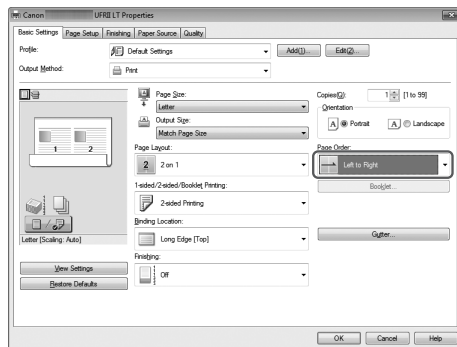 Canon UFRII LT Properties
Basic Settings Page Setup Finishing Paper Source Quality
Profile: Default Settings Add(1)... Edit(2)...
Output Method: Print
Page Size: Copies(Q): 1 [1 to 99]
Letter Orientation
Output Size: A Portrait A Landscape
Match Page Size
Page Layout: Page Order:
1 2 2 2 on 1 Left to Right
1-sided/2-sided/Booklet Printing: Booklet...
2-sided Printing
Binding Location:
Letter [Scaling: Auto] Long Edge [Top] Gutter...
Finishing:
View Settings Off
Restore Defaults
OK Cancel Help